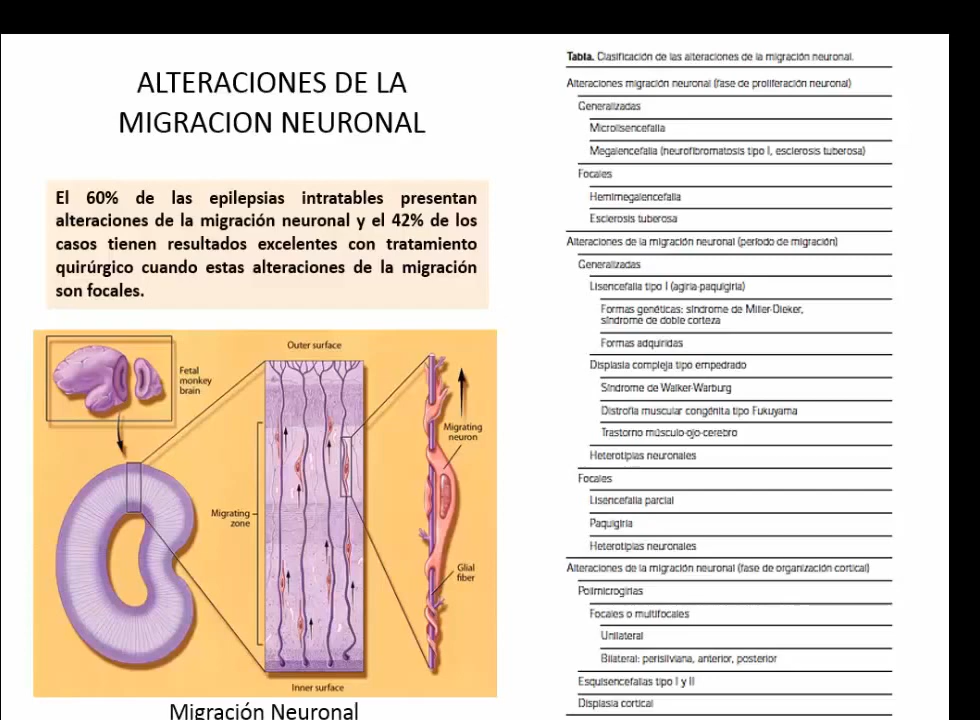 ALTERACIONES DE LA
MIGRACION NEURONAL
El 60% de las epilepsias intratables presentan
alteraciones de la migración neuronal y el 42% de los
casos tienen resultados excelentes con tratamiento
quirúrgico cuando estas alteraciones de la migración
son focales.
Outer surface
Fetal
monkey
brain
Migrating
neuron
Migrating
zone
Glial
fiber
Inner surface
Migración Neuronal
Tabla. Clasificación de las alteraciones de la migración neuronal.
Alteraciones migración neuronal (fase de proliferación neuronal)
Generalizadas
Microlisencefalia
Megalencefalia (neurofibromatosis tipo I, esclerosis tuberosa)
Focales
Hemimegalencefalia
Esclerosis tuberosa
Alteraciones de la migración neuronal (período de migración)
Generalizadas
Lisencefalia tipo I (agiria-paquigiria)
Formas genéticas: síndrome de Miller-Dieker,
síndrome de doble corteza
Formas adquiridas
Displasia compleja tipo empedrado
Síndrome de Walker-Warburg
Distrofia muscular congénita tipo Fukuyama
Trastorno músculo-ojo-cerebro
Heterotipias neuronales
Focales
Lisencefalia parcial
Paquigiria
Heterotipias neuronales
Alteraciones de la migración neuronal (fase de organización cortical)
Polimicrogirias
Focales o multifocales
Unilateral
Bilateral: perisilviana, anterior, posterior
Esquisencefalias tipo I y II
Displasia cortical